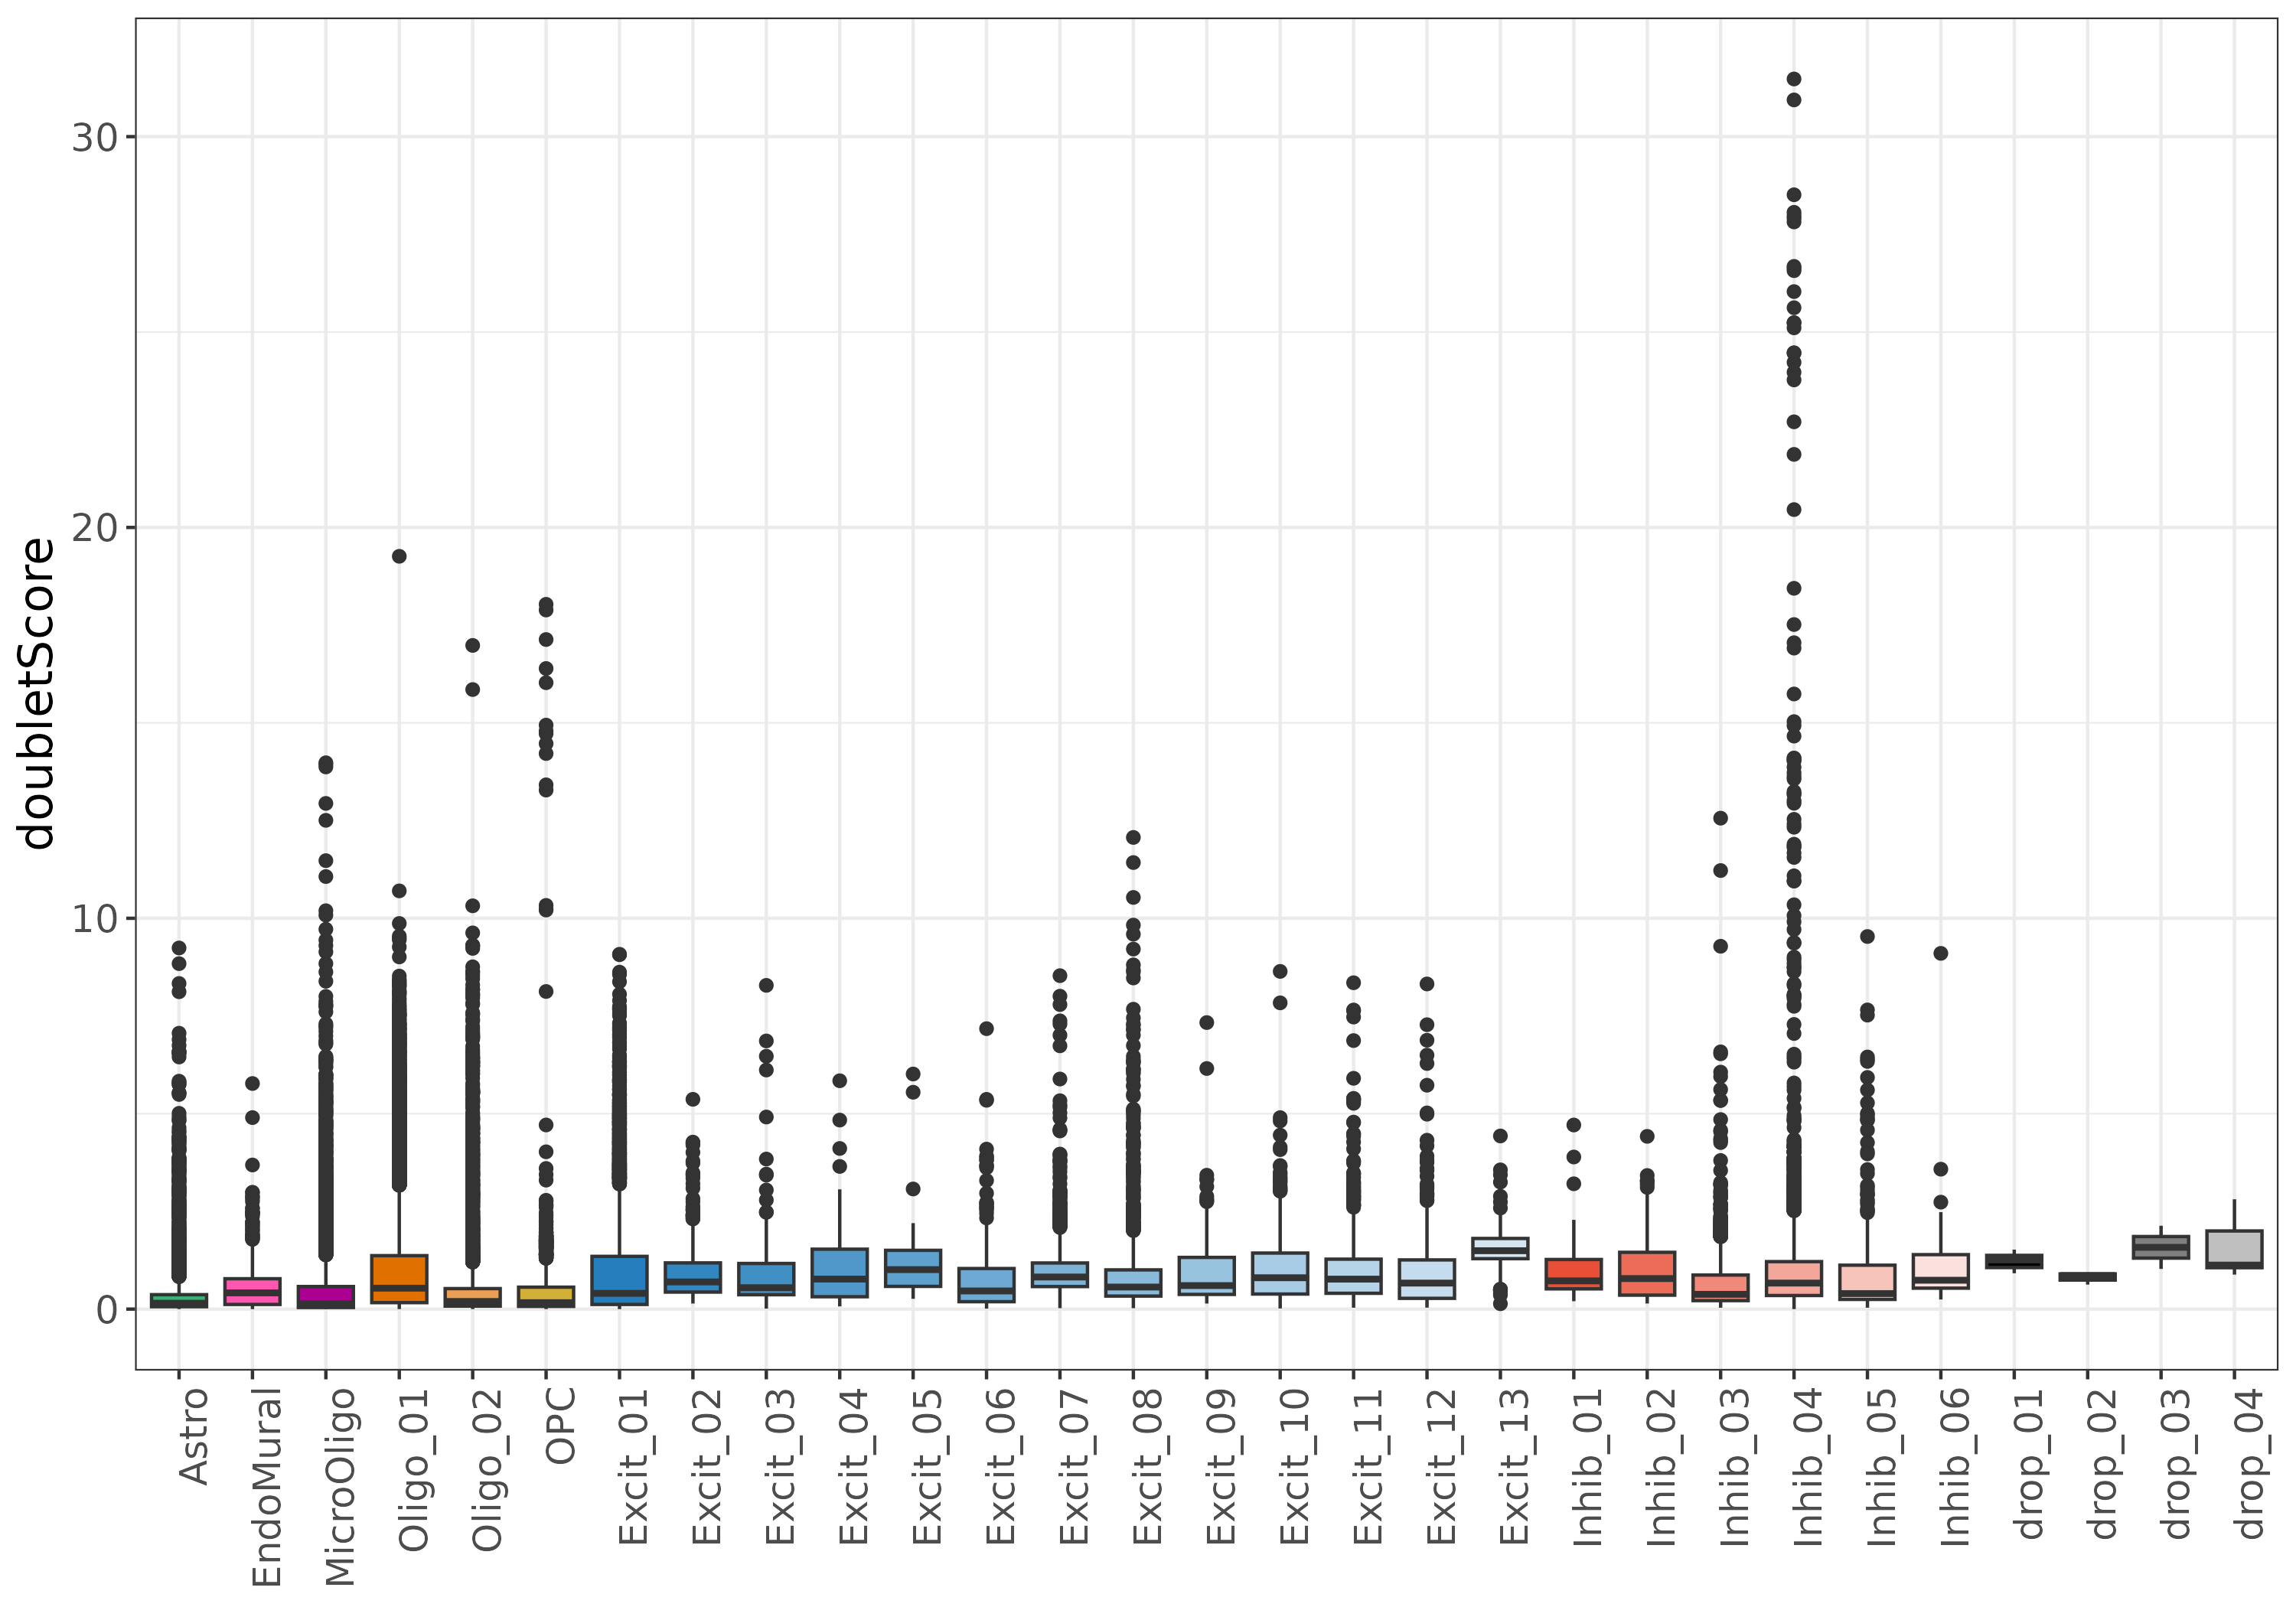 doubletScore
30
20
10
0
Astro
EndoMural
MicroOligo
Oligo_01
Oligo_02
OPC
Excit_01
Excit_02
Excit_03
Excit_04
Excit_05
Excit_06
Excit_07
Excit_08
Excit_09
Excit_10
Excit_11
Excit_12
Excit_13
Inhib_01
Inhib_02
Inhib_03
Inhib_04
Inhib_05
Inhib_06
drop_01
drop_02
drop_03
drop_04